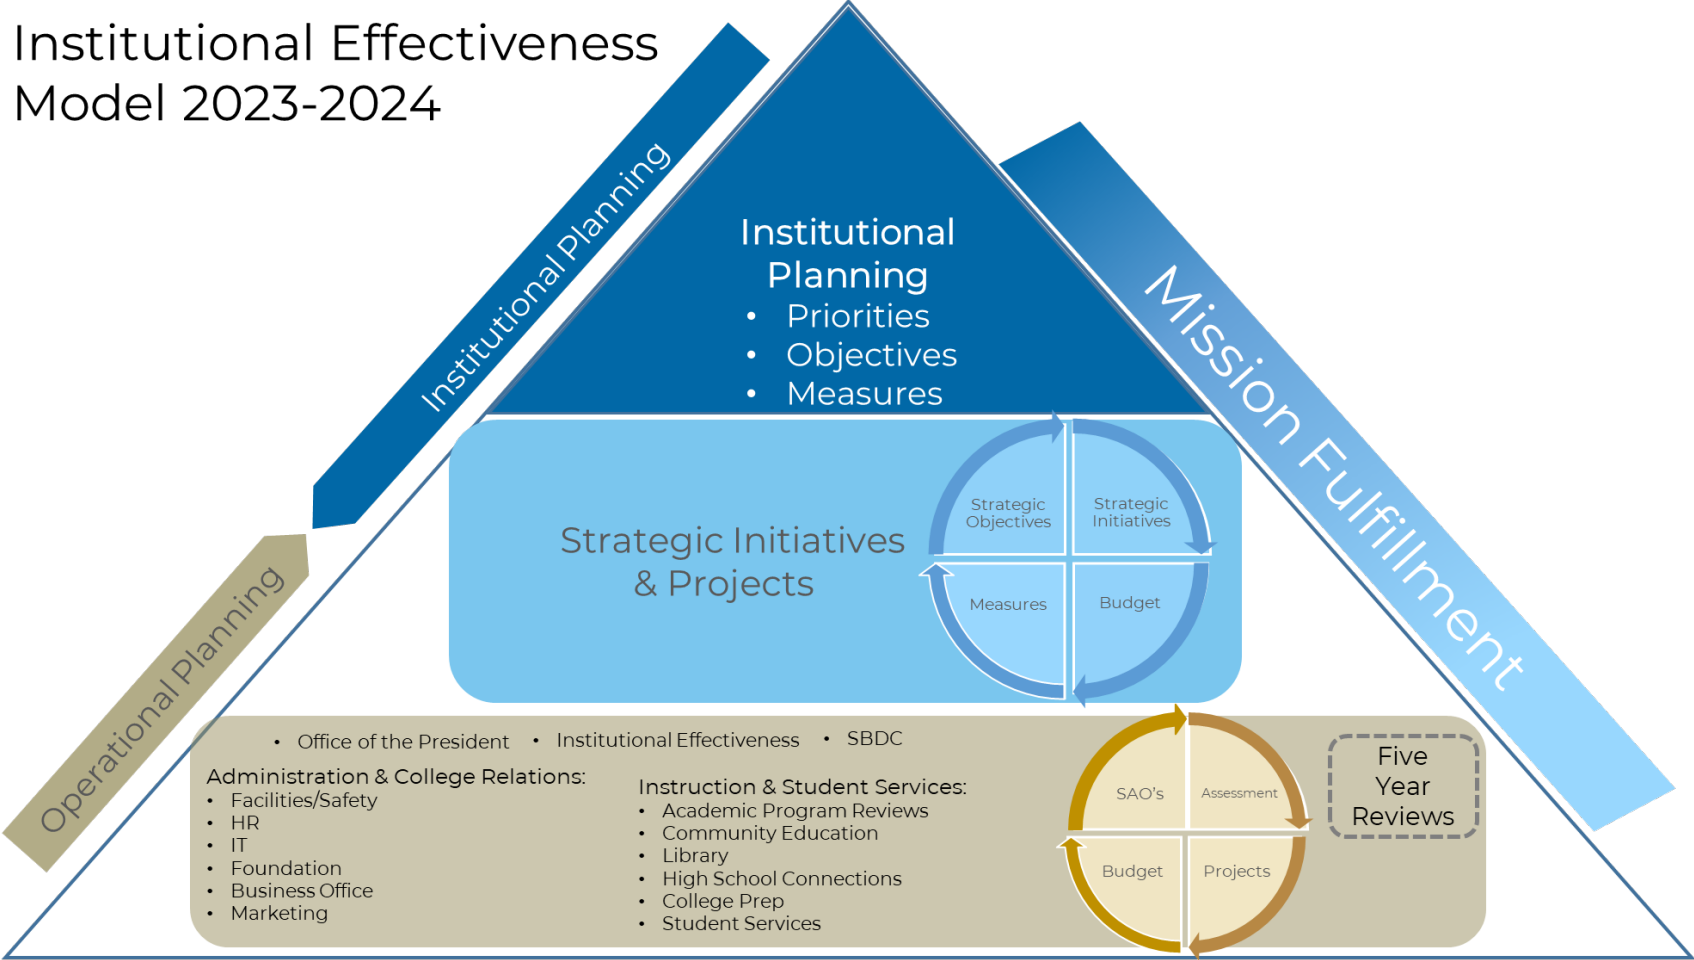 Institutional Effectiveness
Model 2023-2024
Institutional Planning
Operational Planning
Mission Fulfillment
Institutional
Planning
• Priorities
• Objectives
• Measures
Strategic Initiatives
& Projects
Strategic
Objectives
Strategic
Initiatives
Measures
Budget
• Office of the President • Institutional Effectiveness • SBDC
Administration & College Relations:
• Facilities/Safety
• HR
• IT
• Foundation
• Business Office
• Marketing
Instruction & Student Services:
• Academic Program Reviews
• Community Education
• Library
• High School Connections
• College Prep
• Student Services
SAO's
Assessment
Budget
Projects
Five
Year
Reviews